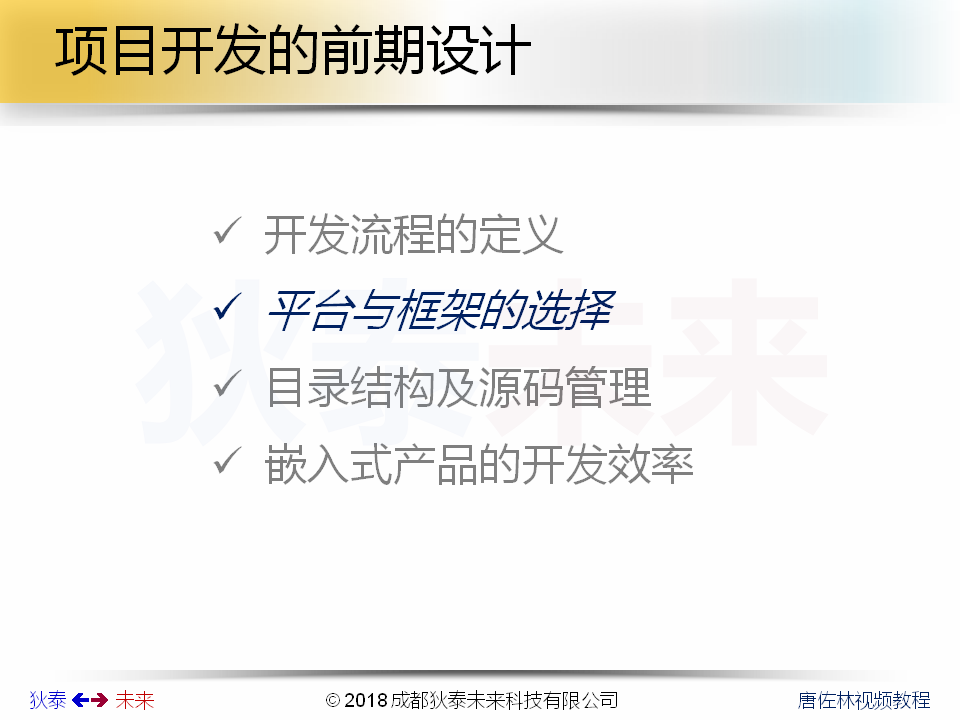 项目开发的前期设计
✓ 开发流程的定义
✓ 平台与框架的选择
✓ 目录结构及源码管理
✓ 嵌入式产品的开发效率
狄泰未来
狄泰 未来
© 2018 成都狄泰未来科技有限公司
唐佐林视频教程